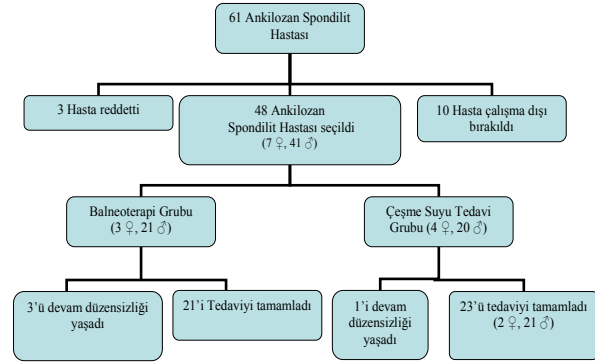 61 Ankilozan Spondilit
Hastası
3 Hasta reddetti
48 Ankilozan
Spondilit Hastası seçildi
(7 ♀, 41 ♂)
10 Hasta çalışma dışı
bırakıldı
Balneoterapi Grubu
(3 ♀, 21 ♂)
Çeşme Suyu Tedavi
Grubu (4 ♀, 20 ♂)
3'ü devam düzensizliği
yaşadı
21'i Tedaviyi tamamladı
1'i devam
düzensizliği
yaşadı
23'ü tedaviyi tamamladı
(2 ♀, 21 ♂)